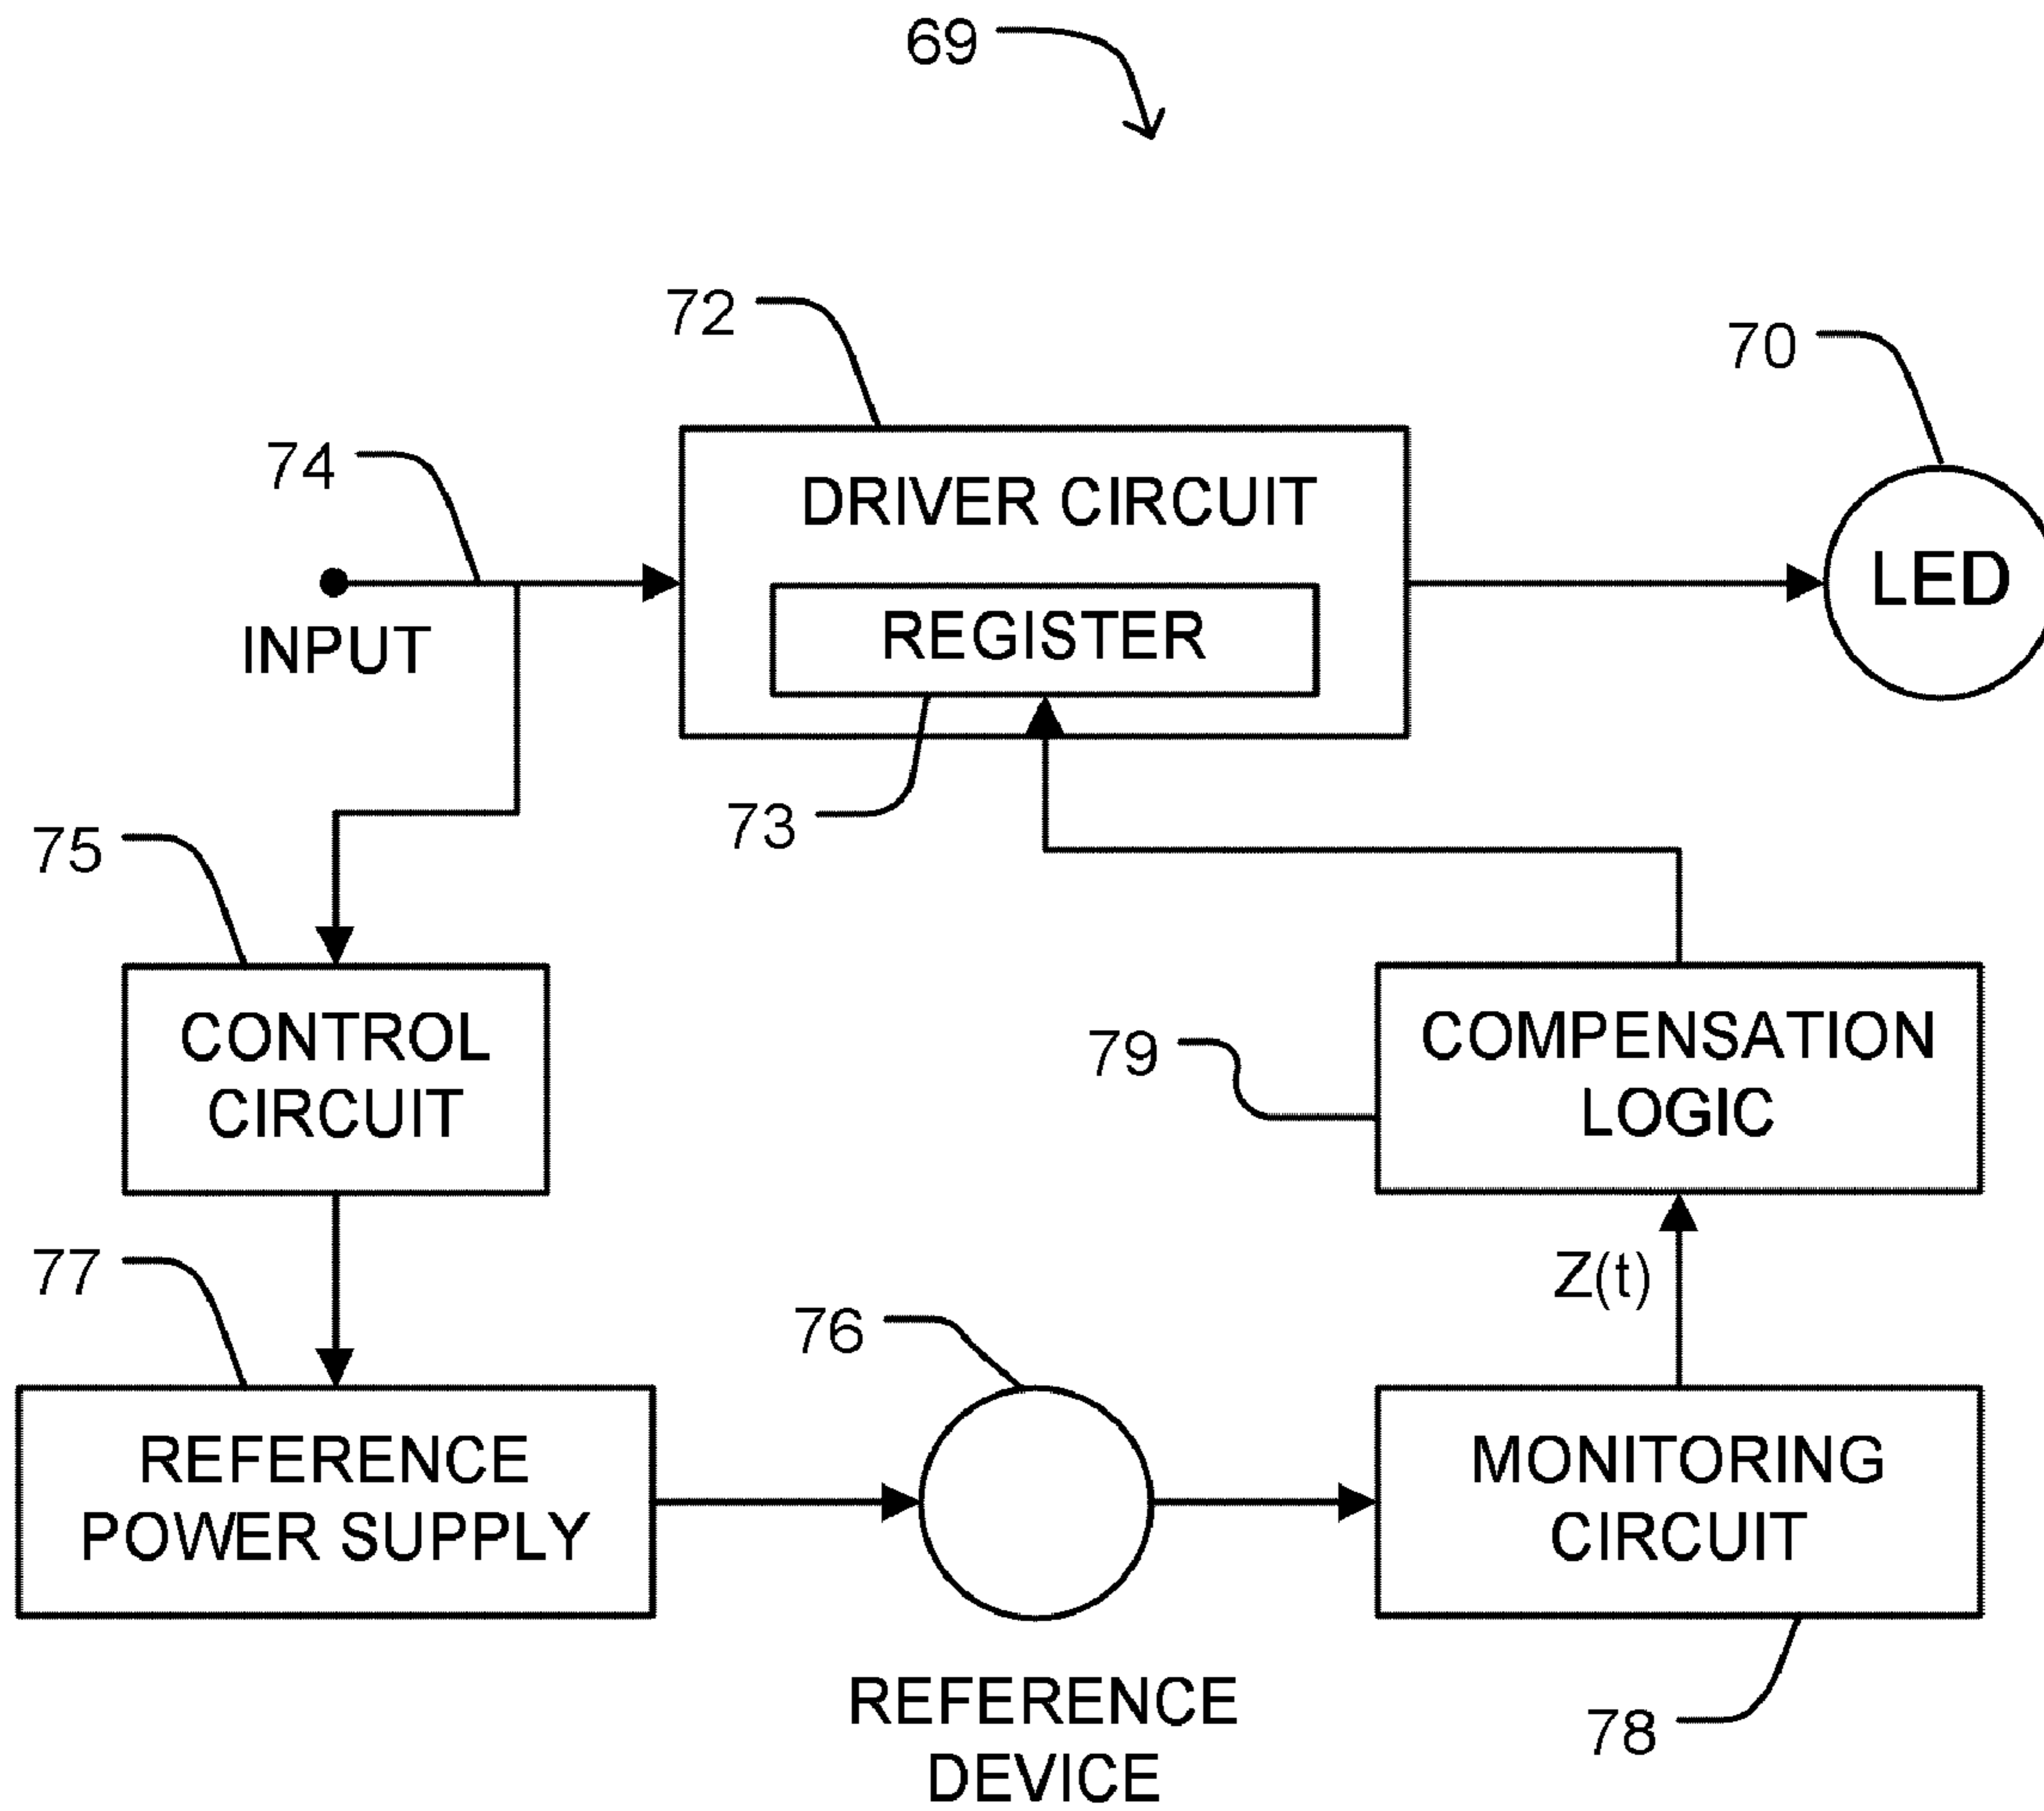 69
72
70
74
DRIVER CIRCUIT
LED
REGISTER
INPUT
73
75
CONTROL
CIRCUIT
79
COMPENSATION
LOGIC
77
Z(t)
76
REFERENCE
POWER SUPPLY
MONITORING
CIRCUIT
REFERENCE
DEVICE
78